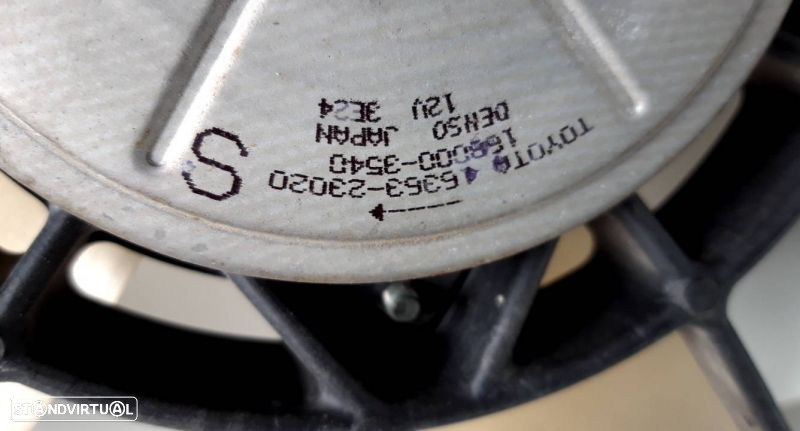 TOYOTA 16363-23020
168000-3540
DENSO JAPAN
12V 3E24
S
STANDVIRTUAL